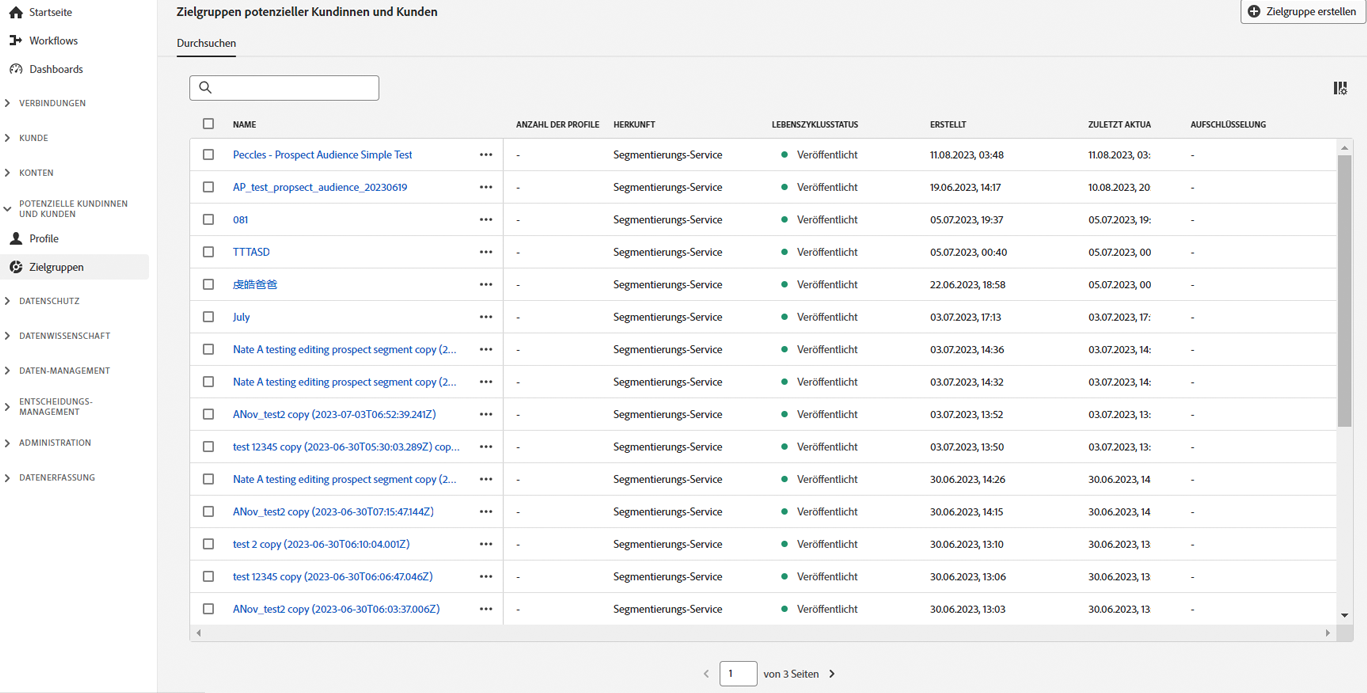 Startseite
Workflows
Dashboards
VERBINDUNGEN
KUNDE
KONTEN
POTENZIELLE KUNDINNEN
UND KUNDEN
Profile
Zielgruppen
DATENSCHUTZ
DATENWISSENSCHAFT
DATEN-MANAGEMENT
ENTSCHEIDUNGS-
MANAGEMENT
ADMINISTRATION
DATENERFASSUNG
Zielgruppen potenzieller Kundinnen und Kunden
Zielgruppe erstellen
Durchsuchen
NAME ANZAHL DER PROFILE HERKUNFT LEBENSZYKLUSSTATUS ERSTELLT ZULETZT AKTUA AUFSCHLÜSSELUNG
Peccles - Prospect Audience Simple Test ••• - Segmentierungs-Service Veröffentlicht 11.08.2023, 03:48 11.08.2023, 03: -
AP_test_propsect_audience_20230619 ••• - Segmentierungs-Service Veröffentlicht 19.06.2023, 14:17 10.08.2023, 20 -
081 ••• - Segmentierungs-Service Veröffentlicht 05.07.2023, 19:37 05.07.2023, 19: -
TTTASD ••• - Segmentierungs-Service Veröffentlicht 05.07.2023, 00:40 05.07.2023, 00 -
虔皓爸爸 ••• - Segmentierungs-Service Veröffentlicht 22.06.2023, 18:58 05.07.2023, 00 -
July ••• - Segmentierungs-Service Veröffentlicht 03.07.2023, 17:13 03.07.2023, 17: -
Nate A testing editing prospect segment copy (2... ••• - Segmentierungs-Service Veröffentlicht 03.07.2023, 14:36 03.07.2023, 14: -
Nate A testing editing prospect segment copy (2... ••• - Segmentierungs-Service Veröffentlicht 03.07.2023, 14:32 03.07.2023, 14: -
ANov_test2 copy (2023-07-03T06:52:39.241Z) ••• - Segmentierungs-Service Veröffentlicht 03.07.2023, 13:52 03.07.2023, 13: -
test 12345 copy (2023-06-30T05:30:03.289Z) cop... ••• - Segmentierungs-Service Veröffentlicht 03.07.2023, 13:50 03.07.2023, 13: -
Nate A testing editing prospect segment copy (2... ••• - Segmentierungs-Service Veröffentlicht 30.06.2023, 14:26 30.06.2023, 14 -
ANov_test2 copy (2023-06-30T07:15:47.144Z) ••• - Segmentierungs-Service Veröffentlicht 30.06.2023, 14:15 30.06.2023, 14 -
test 2 copy (2023-06-30T06:10:04.001Z) ••• - Segmentierungs-Service Veröffentlicht 30.06.2023, 13:10 30.06.2023, 13 -
test 12345 copy (2023-06-30T06:06:47.046Z) ••• - Segmentierungs-Service Veröffentlicht 30.06.2023, 13:06 30.06.2023, 13 -
ANov_test2 copy (2023-06-30T06:03:37.006Z) ••• - Segmentierungs-Service Veröffentlicht 30.06.2023, 13:03 30.06.2023, 13 -
1 von 3 Seiten